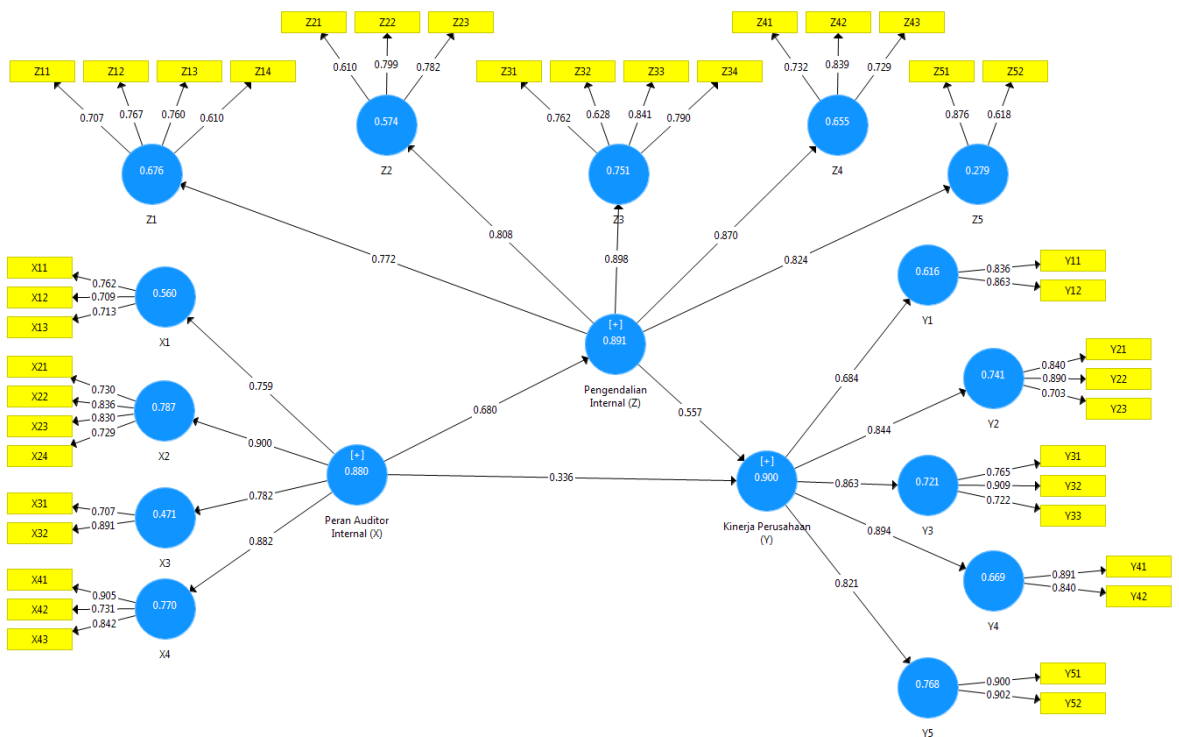 Z21 Z22 Z23
Z41 Z42 Z43
0.610 0.799 0.782
0.732 0.839 0.729
Z11 Z12 Z13 Z14
Z31 Z32 Z33 Z34
Z51 Z52
0.707 0.767 0.760 0.610
0.762 0.628 0.841 0.790
0.876 0.618
0.574
Z2
0.655
Z4
0.676
Z1
0.751
Z3
0.279
Z5
0.772
0.808
0.898
0.870
0.824
X11
X12
X13
0.762
0.709
0.713
0.560
X1
X21
X22
X23
X24
0.730
0.836
0.830
0.729
0.787
X2
X31
X32
0.707
0.891
0.471
X3
X41
X42
X43
0.905
0.731
0.842
0.770
X4
0.759
0.900
0.782
0.882
[+]
0.880
Peran Auditor
Internal (X)
0.680
0.336
[+]
0.891
Pengendalian
Internal (Z)
0.557
[+]
0.900
Kinerja Perusahaan
(Y)
0.684
0.844
0.863
0.894
0.821
0.616
Y1
0.836
0.863
Y11
Y12
0.741
Y2
0.840
0.890
0.703
Y21
Y22
Y23
0.721
Y3
0.765
0.909
0.722
Y31
Y32
Y33
0.669
Y4
0.891
0.840
Y41
Y42
0.768
Y5
0.900
0.902
Y51
Y52